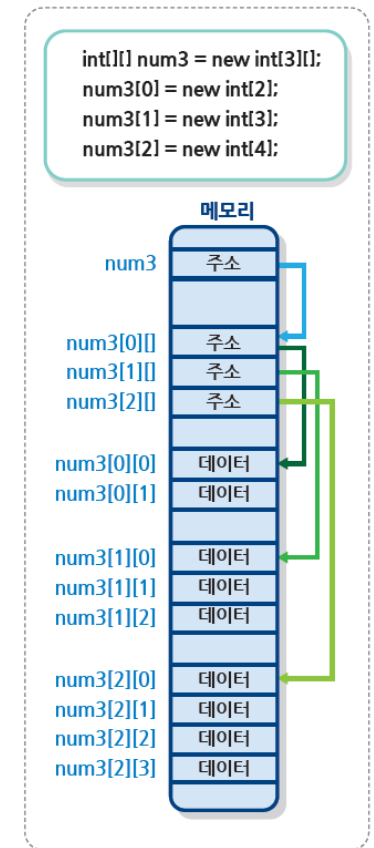 int[][] num3 = new int[3][];
num3[0] = new int[2];
num3[1] = new int[3];
num3[2] = new int[4];
메모리
num3 주소
num3[0][] 주소
num3[1][] 주소
num3[2][] 주소
num3[0][0] 데이터
num3[0][1] 데이터
num3[1][0] 데이터
num3[1][1] 데이터
num3[1][2] 데이터
num3[2][0] 데이터
num3[2][1] 데이터
num3[2][2] 데이터
num3[2][3] 데이터